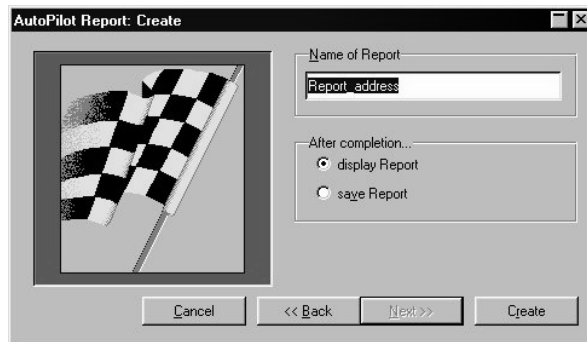 AutoPilot Report: Create
Name of Report
Report_address
After completion...
display Report
save Report
Cancel
<< Back
Next >>
Create